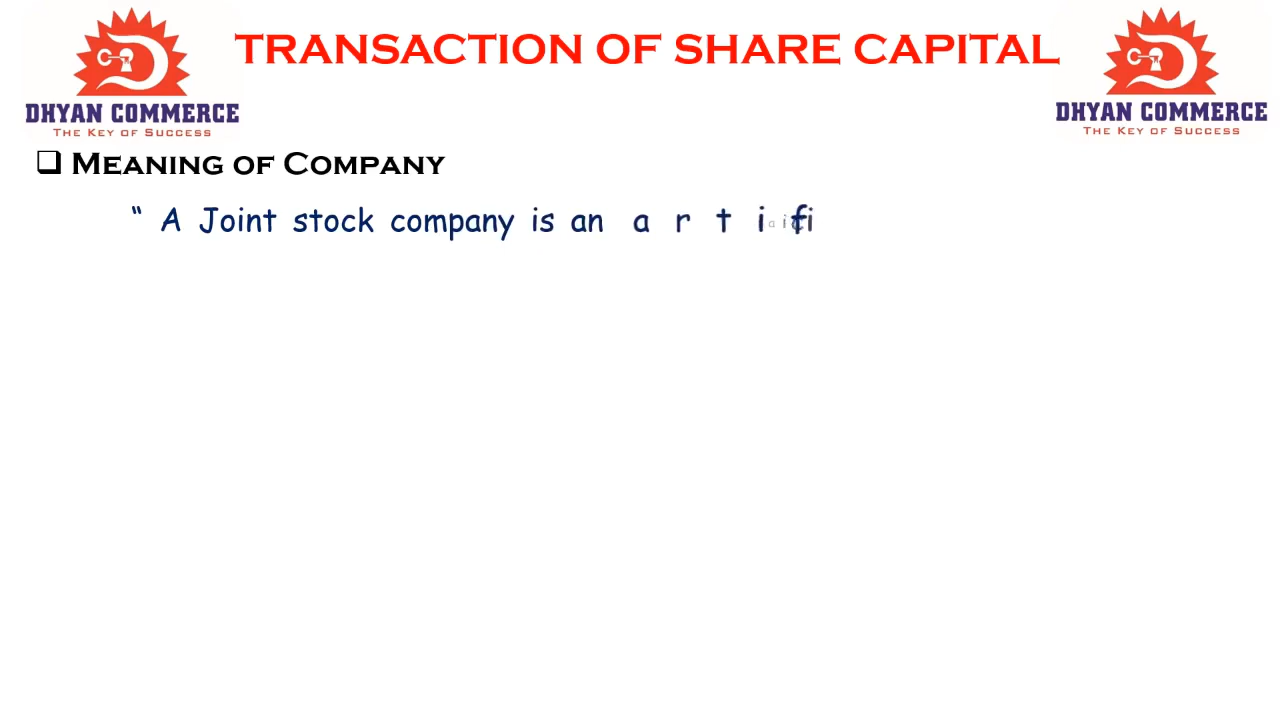 TRANSACTION OF SHARE CAPITAL
DHYAN COMMERCE
THE KEY OF SUCCESS
DHYAN COMMERCE
THE KEY OF SUCCESS
MEANING OF COMPANY
“ A Joint stock company is an